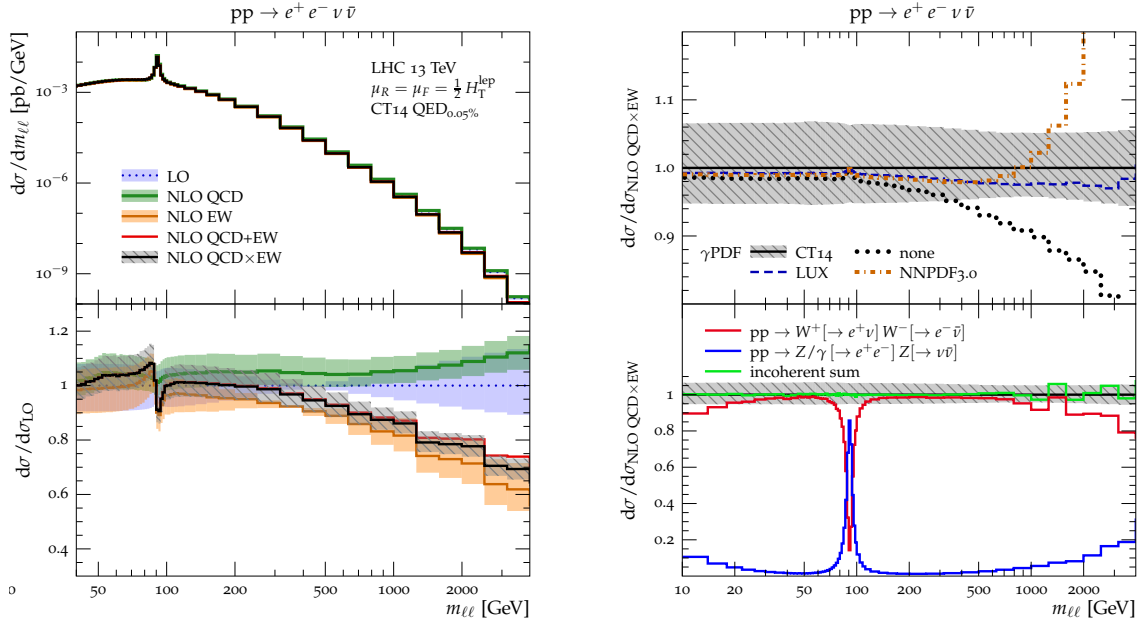 pp → e⁺ e⁻ ν ν̄
dσ/dm_ℓℓ [pb/GeV]
10⁻³
10⁻⁶
10⁻⁹
LHC 13 TeV
μ_R = μ_F = ½ H_T^lep
CT14 QED_0.05%
LO
NLO QCD
NLO EW
NLO QCD+EW
NLO QCD×EW
dσ/dσ_LO
1.2
1
0.8
0.6
0.4
0
50 100 200 500 1000 2000
m_ℓℓ [GeV]
pp → e⁺ e⁻ ν ν̄
dσ/dσ_NLO QCD×EW
1.1
1.0
0.9
γPDF
CT14
none
LUX
NNPDF3.0
dσ/dσ_NLO QCD×EW
pp → W⁺[→ e⁺ν] W⁻[→ e⁻ν̄]
pp → Z/γ [→ e⁺e⁻] Z[→ νν̄]
incoherent sum
1
0.8
0.6
0.4
0.2
10 20 50 100 200 500 1000 2000
m_ℓℓ [GeV]